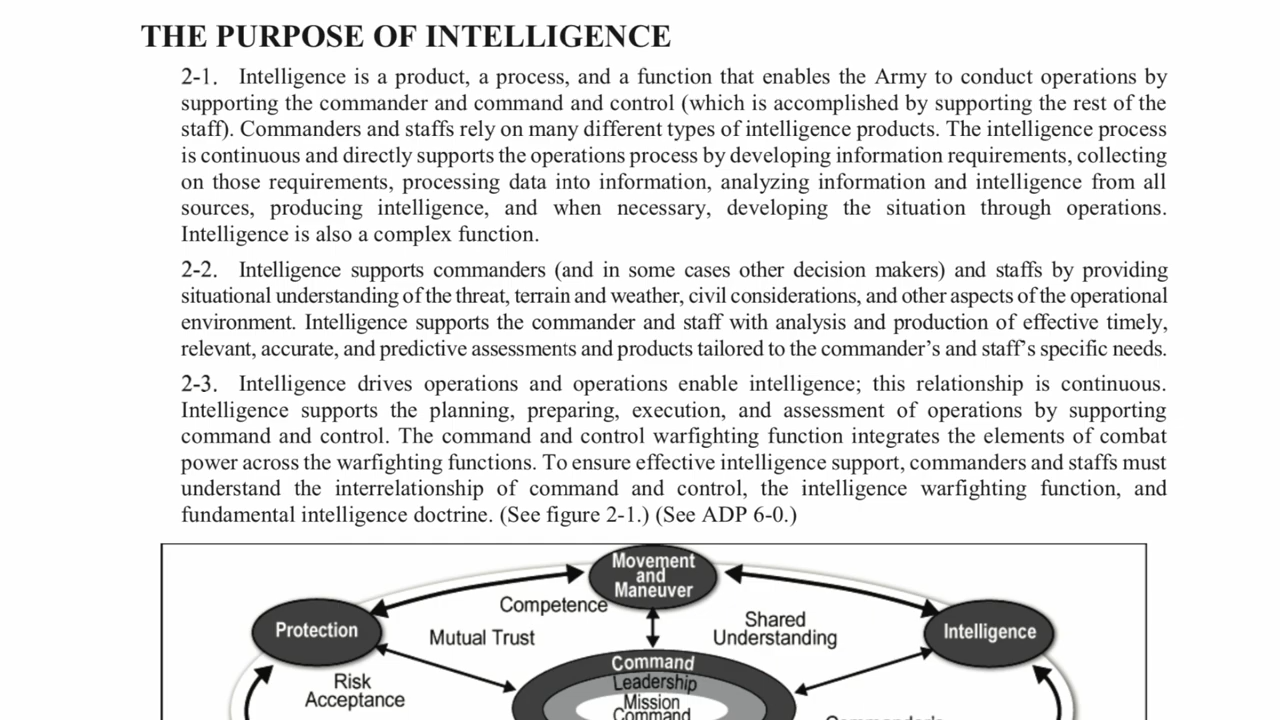 THE PURPOSE OF INTELLIGENCE
2-1. Intelligence is a product, a process, and a function that enables the Army to conduct operations by
supporting the commander and command and control (which is accomplished by supporting the rest of the
staff). Commanders and staffs rely on many different types of intelligence products. The intelligence process
is continuous and directly supports the operations process by developing information requirements, collecting
on those requirements, processing data into information, analyzing information and intelligence from all
sources, producing intelligence, and when necessary, developing the situation through operations.
Intelligence is also a complex function.
2-2. Intelligence supports commanders (and in some cases other decision makers) and staffs by providing
situational understanding of the threat, terrain and weather, civil considerations, and other aspects of the operational
environment. Intelligence supports the commander and staff with analysis and production of effective timely,
relevant, accurate, and predictive assessments and products tailored to the commander's and staff's specific needs.
2-3. Intelligence drives operations and operations enable intelligence; this relationship is continuous.
Intelligence supports the planning, preparing, execution, and assessment of operations by supporting
command and control. The command and control warfighting function integrates the elements of combat
power across the warfighting functions. To ensure effective intelligence support, commanders and staffs must
understand the interrelationship of command and control, the intelligence warfighting function, and
fundamental intelligence doctrine. (See figure 2-1.) (See ADP 6-0.)
Movement
and
Maneuver
Competence
Shared
Understanding
Protection
Mutual Trust
Intelligence
Command
Leadership
Risk
Acceptance
Mission
Command